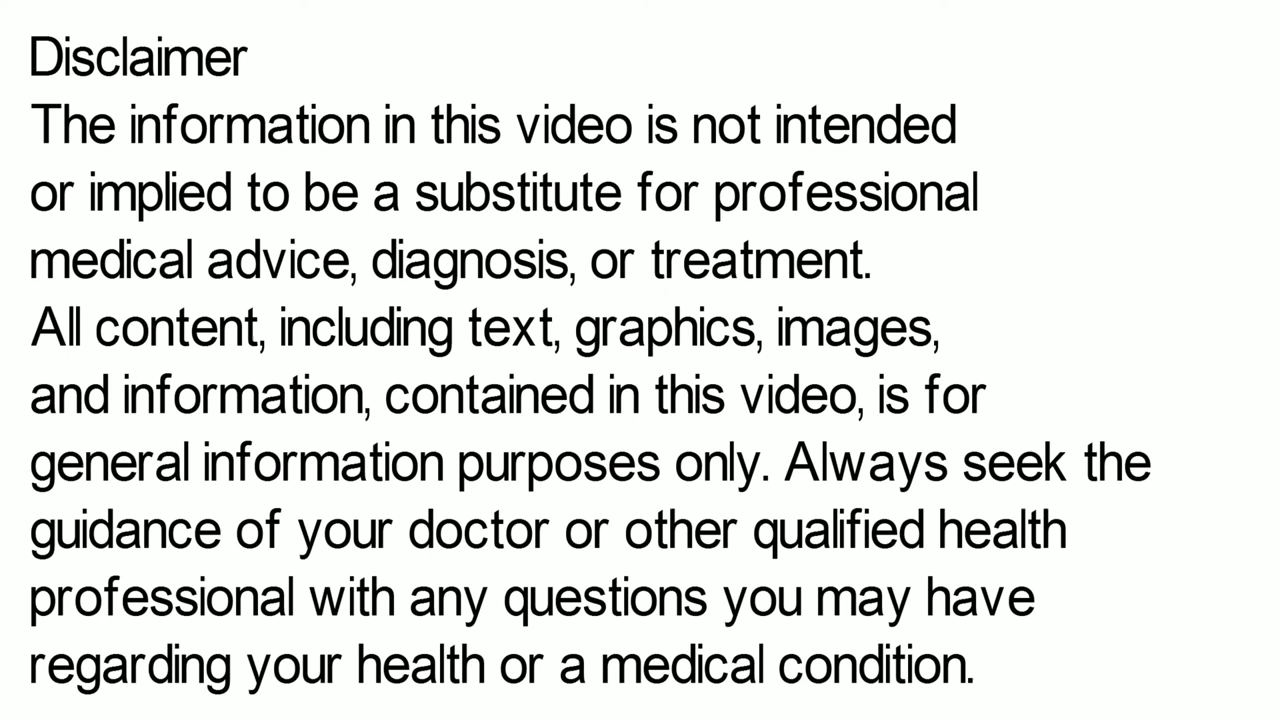 Disclaimer
The information in this video is not intended
or implied to be a substitute for professional
medical advice, diagnosis, or treatment.
All content, including text, graphics, images,
and information, contained in this video, is for
general information purposes only. Always seek the
guidance of your doctor or other qualified health
professional with any questions you may have
regarding your health or a medical condition.